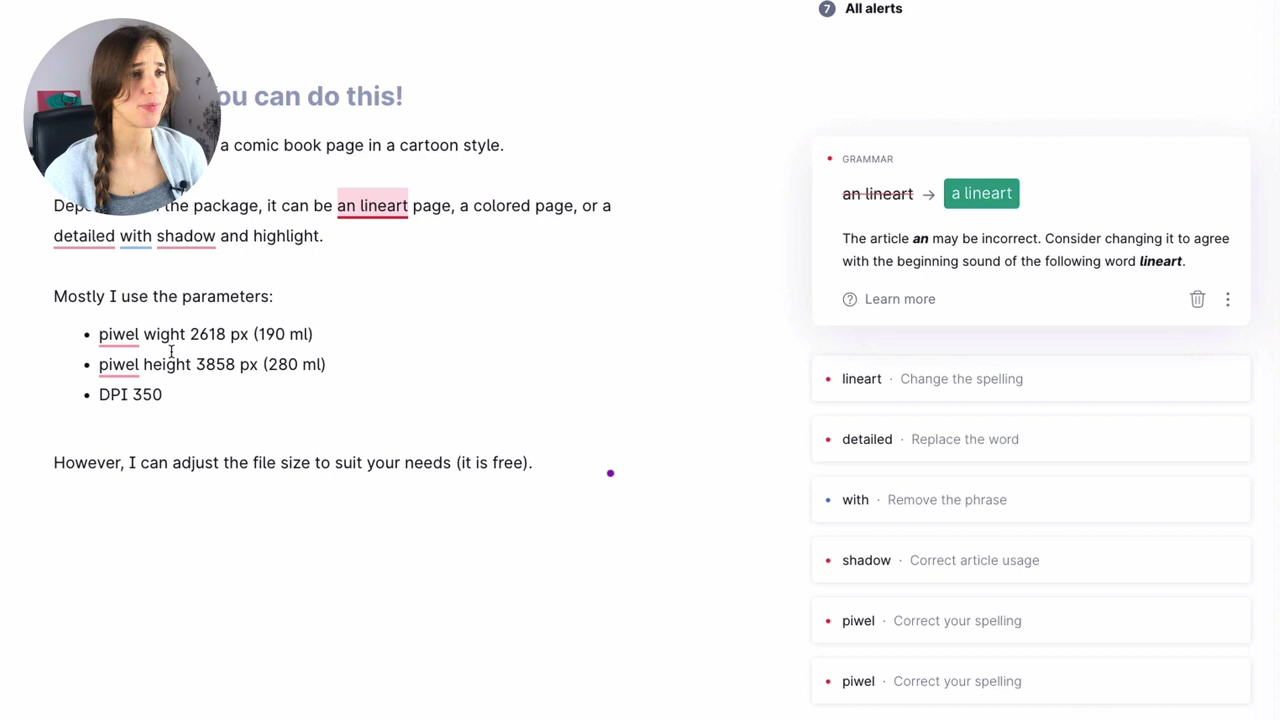 ou can do this!
a comic book page in a cartoon style.
the package, it can be an lineart page, a colored page, or a
detailed with shadow and highlight.
Mostly I use the parameters:
• piwel wight 2618 px (190 ml)
• piwel height 3858 px (280 ml)
• DPI 350
However, I can adjust the file size to suit your needs (it is free).
7 All alerts
GRAMMAR
an lineart → a lineart
The article an may be incorrect. Consider changing it to agree
with the beginning sound of the following word lineart.
Learn more
lineart · Change the spelling
detailed · Replace the word
with · Remove the phrase
shadow · Correct article usage
piwel · Correct your spelling
piwel · Correct your spelling